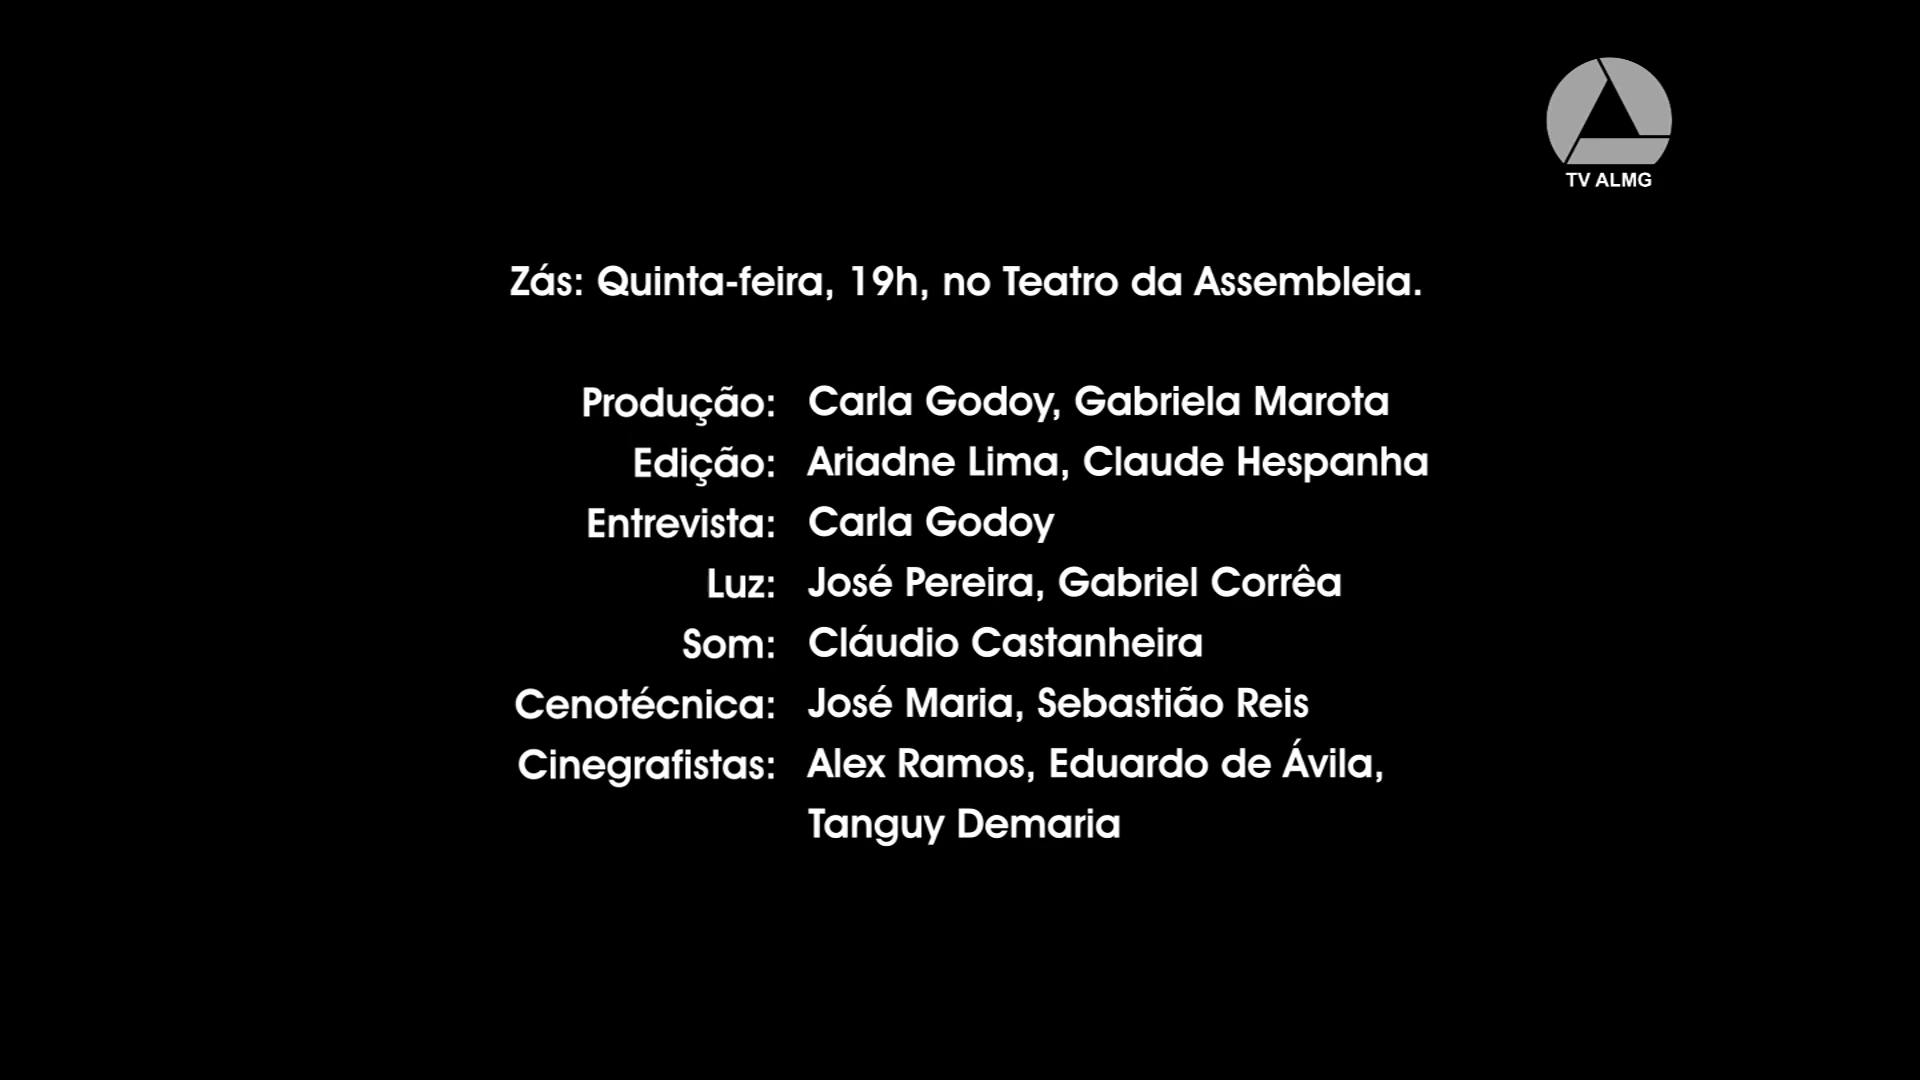 TV ALMG
Zás: Quinta-feira, 19h, no Teatro da Assembleia.
Produção: Carla Godoy, Gabriela Marota
Edição: Ariadne Lima, Claude Hespanha
Entrevista: Carla Godoy
Luz: José Pereira, Gabriel Corrêa
Som: Cláudio Castanheira
Cenotécnica: José Maria, Sebastião Reis
Cinegrafistas: Alex Ramos, Eduardo de Ávila,
Tanguy Demaria